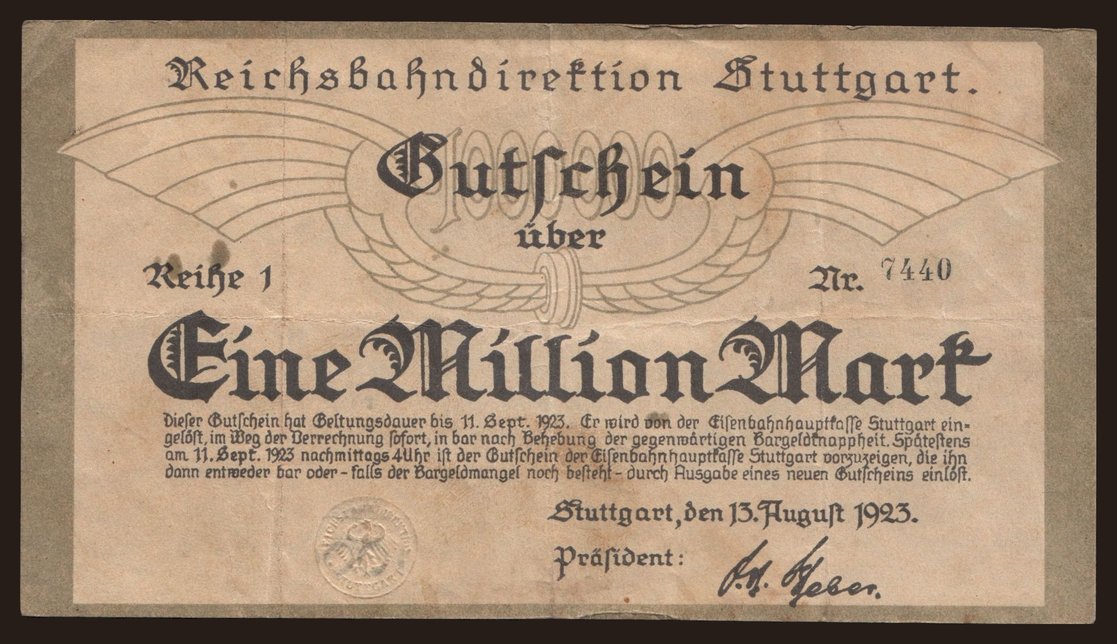 Reichsbahndirektion Stuttgart.
1000000
Gutschein
über
Reihe 1 Nr. 7440
Eine Million Mark
Dieser Gutschein hat Geltungsdauer bis 11. Sept. 1923. Er wird von der Eisenbahnhauptkasse Stuttgart ein=
gelöst, im Weg der Verrechnung sofort, in bar nach Behebung der gegenwärtigen Bargeldknappheit. Spätestens
am 11. Sept. 1923 nachmittags 4 Uhr ist der Gutschein der Eisenbahnhauptkasse Stuttgart vorzuzeigen, die ihn
dann entweder bar oder - falls der Bargeldmangel noch besteht - durch Ausgabe eines neuen Gutscheins einlöst.
Stuttgart, den 13. August 1923.
Präsident: